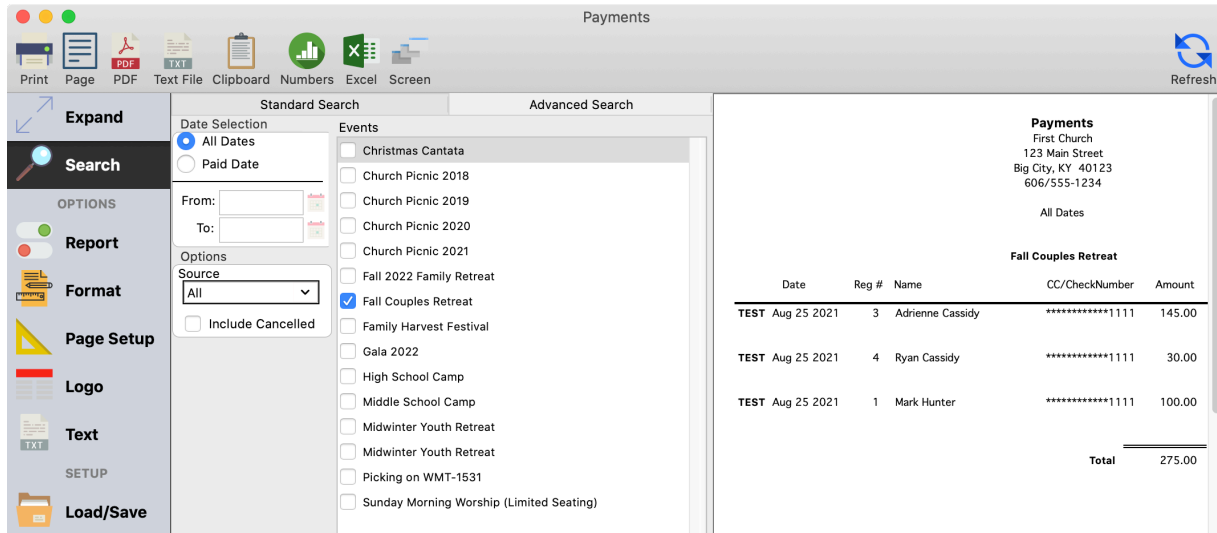 Payments
Print Page PDF Text File Clipboard Numbers Excel Screen Refresh
PDF TXT
Expand
Search
OPTIONS
Report
Format
Page Setup
Logo
Text
TXT
SETUP
Load/Save
Standard Search Advanced Search
Date Selection
All Dates
Paid Date
From:
To:
Options
Source
All
Include Cancelled
Events
Christmas Cantata
Church Picnic 2018
Church Picnic 2019
Church Picnic 2020
Church Picnic 2021
Fall 2022 Family Retreat
Fall Couples Retreat
Family Harvest Festival
Gala 2022
High School Camp
Middle School Camp
Midwinter Youth Retreat
Midwinter Youth Retreat
Picking on WMT-1531
Sunday Morning Worship (Limited Seating)
Payments
First Church
123 Main Street
Big City, KY 40123
606/555-1234
All Dates
Fall Couples Retreat
Date Reg # Name CC/CheckNumber Amount
TEST Aug 25 2021 3 Adrienne Cassidy ************1111 145.00
TEST Aug 25 2021 4 Ryan Cassidy ************1111 30.00
TEST Aug 25 2021 1 Mark Hunter ************1111 100.00
Total 275.00